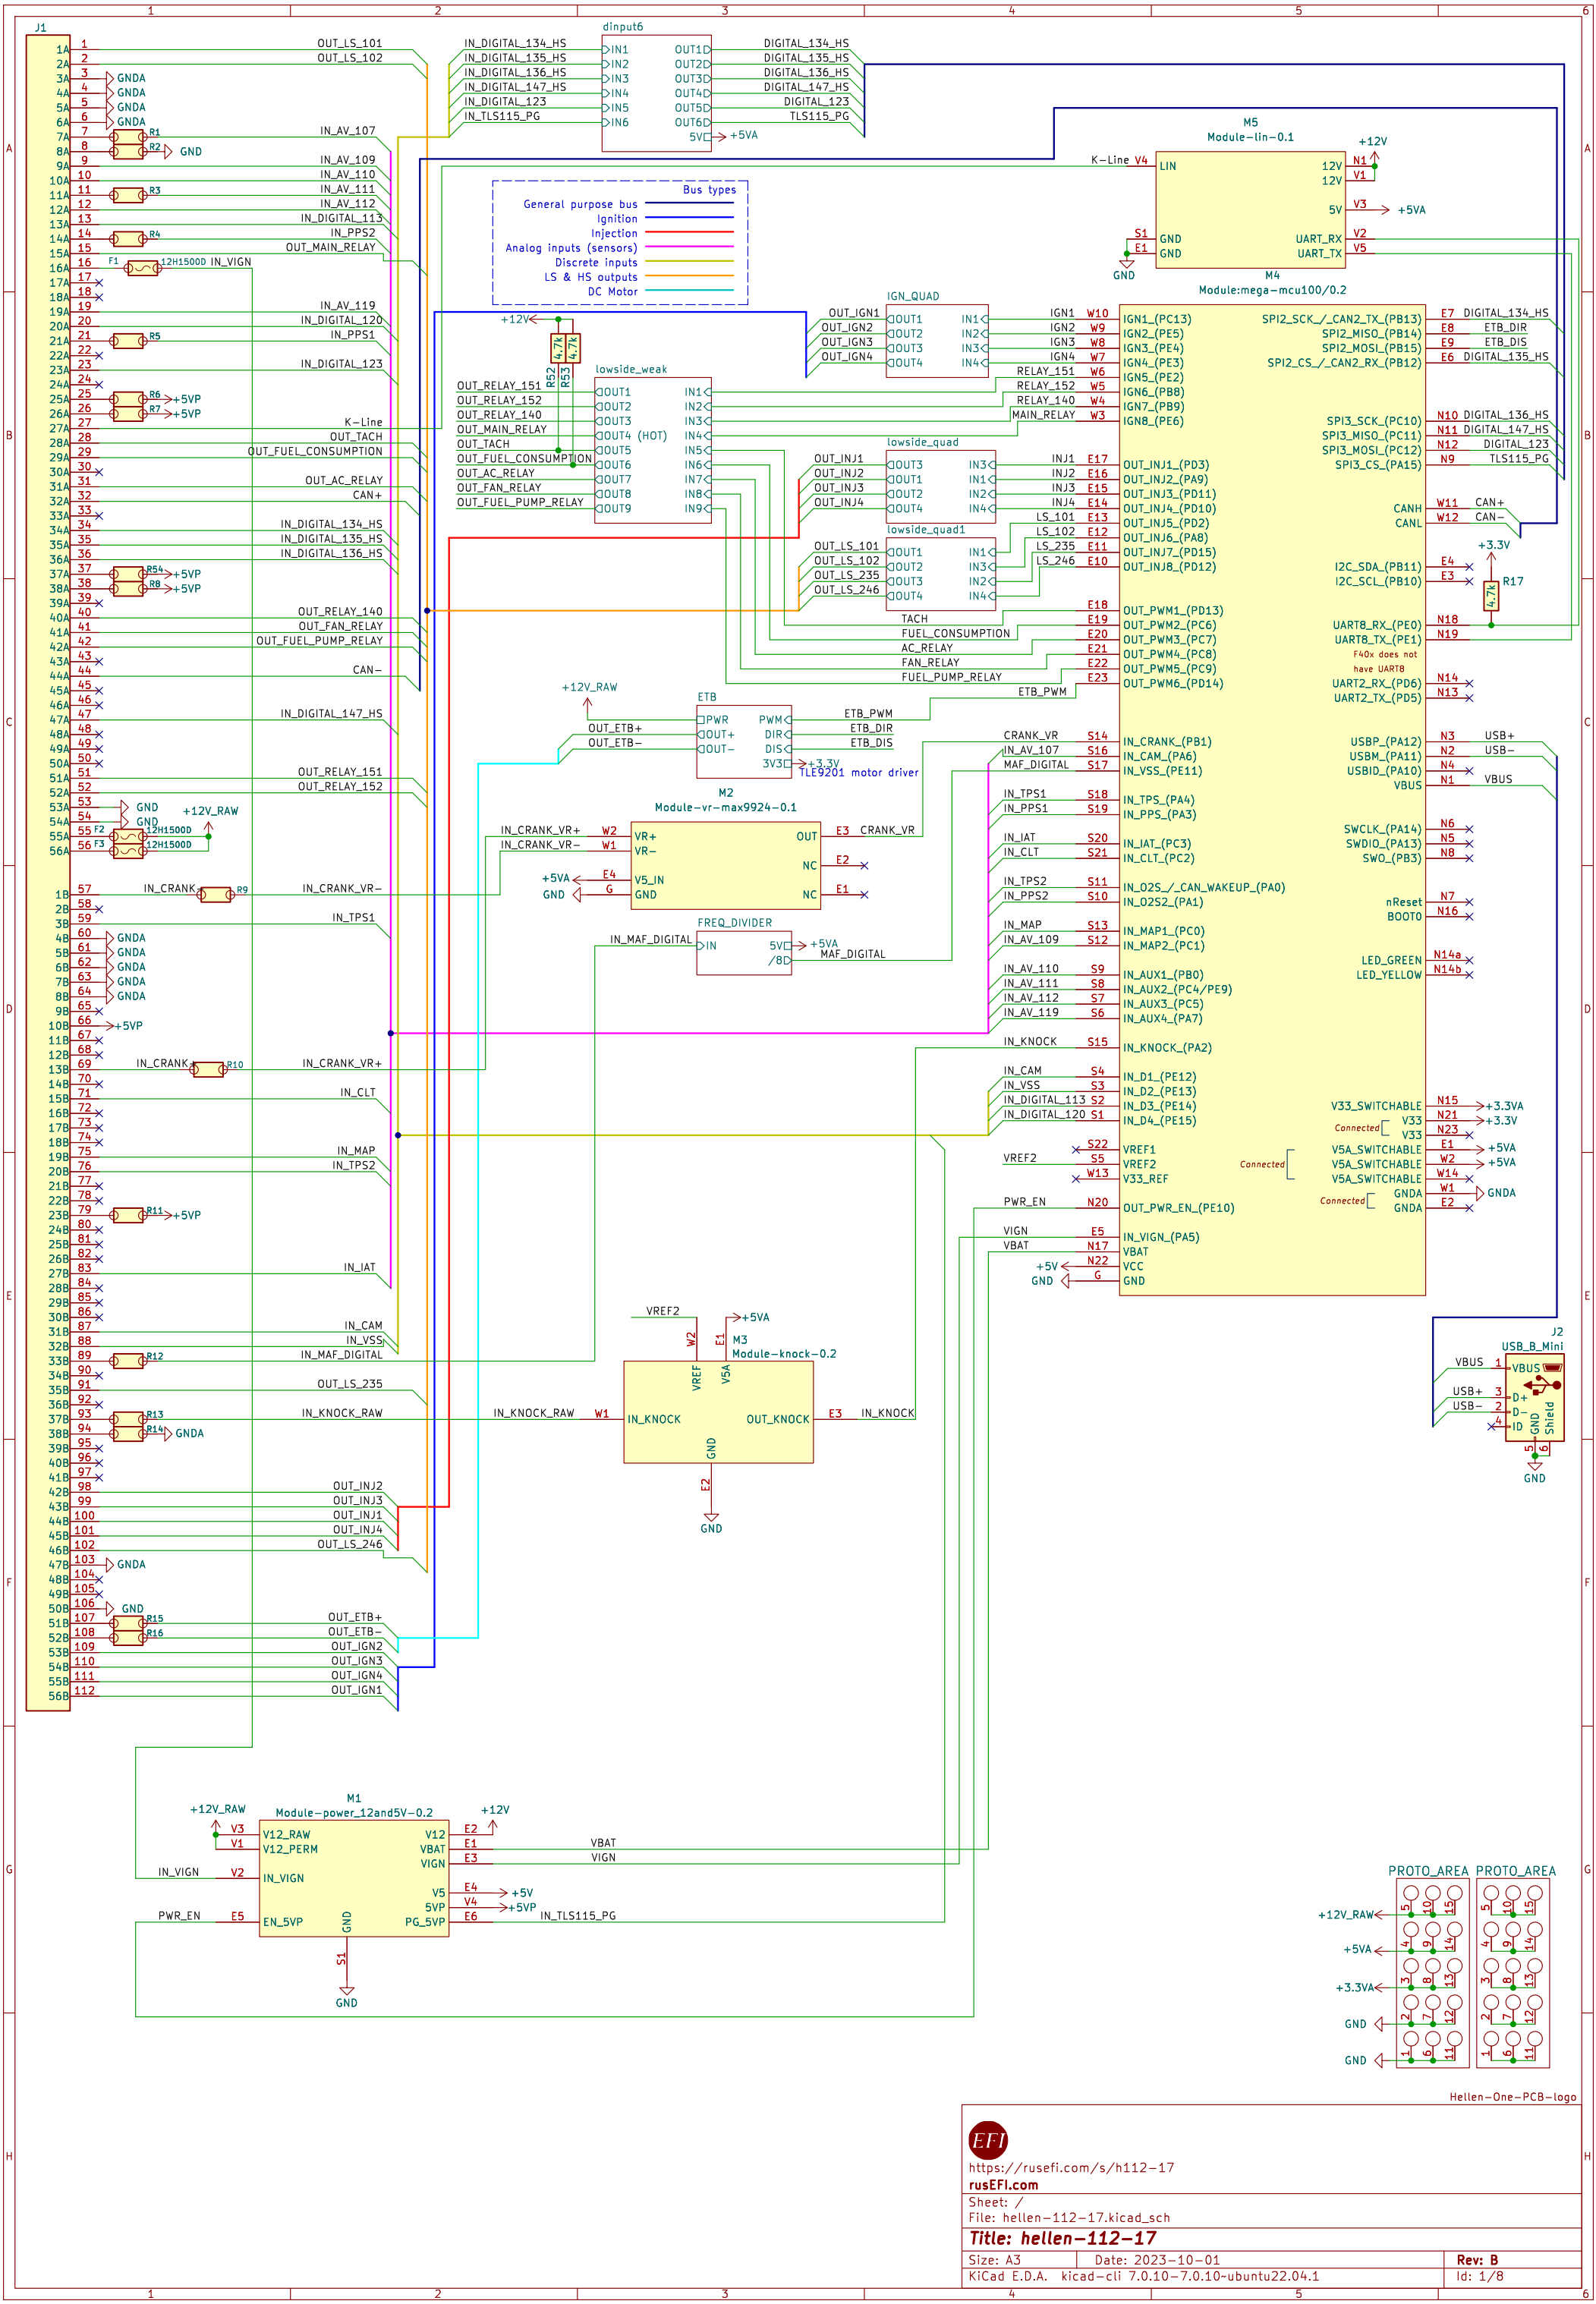 J1
1A 1 OUT_LS_101
2A 2 OUT_LS_102
3A 3 GNDA
4A 4 GNDA
5A 5 GNDA
6A 6 GNDA
7A 7 R1 IN_AV_107
8A 8 R2 GND
9A 9 IN_AV_109
10A 10 IN_AV_110
11A 11 R3 IN_AV_111
12A 12 IN_AV_112
13A 13 IN_DIGITAL_113
14A 14 R4 IN_PPS2
15A 15 OUT_MAIN_RELAY
16A 16 F1 12H1500D IN_VIGN
17A 17
18A 18
19A 19 IN_AV_119
20A 20 IN_DIGITAL_120
21A 21 R5 IN_PPS1
22A 22
23A 23 IN_DIGITAL_123
24A 24
25A 25 R6 +5VP
26A 26 R7 +5VP
27A 27 K-Line
28A 28 OUT_TACH
29A 29 OUT_FUEL_CONSUMPTION
30A 30
31A 31 OUT_AC_RELAY
32A 32 CAN+
33A 33
34A 34 IN_DIGITAL_134_HS
35A 35 IN_DIGITAL_135_HS
36A 36 IN_DIGITAL_136_HS
37A 37 R54 +5VP
38A 38 R8 +5VP
39A 39
40A 40 OUT_RELAY_140
41A 41 OUT_FAN_RELAY
42A 42 OUT_FUEL_PUMP_RELAY
43A 43
44A 44 CAN-
45A 45
46A 46
47A 47 IN_DIGITAL_147_HS
48A 48
49A 49
50A 50
51A 51 OUT_RELAY_151
52A 52 OUT_RELAY_152
53A 53 GND
54A 54 GND
+12V_RAW
55A 55 F2 12H1500D
56A 56 F3 12H1500D
1B 57 IN_CRANK- R9 IN_CRANK_VR-
2B 58
3B 59 IN_TPS1
4B 60 GNDA
5B 61 GNDA
6B 62 GNDA
7B 63 GNDA
8B 64 GNDA
9B 65
10B 66 +5VP
11B 67
12B 68
13B 69 IN_CRANK+ R10 IN_CRANK_VR+
14B 70
15B 71 IN_CLT
16B 72
17B 73
18B 74
19B 75 IN_MAP
20B 76 IN_TPS2
21B 77
22B 78
23B 79 R11 +5VP
24B 80
25B 81
26B 82
27B 83 IN_IAT
28B 84
29B 85
30B 86
31B 87 IN_CAM
32B 88 IN_VSS
33B 89 R12 IN_MAF_DIGITAL
34B 90
35B 91 OUT_LS_235
36B 92
37B 93 R13 IN_KNOCK_RAW
38B 94 R14 GNDA
39B 95
40B 96
41B 97
42B 98 OUT_INJ2
43B 99 OUT_INJ3
44B 100 OUT_INJ1
45B 101 OUT_INJ4
46B 102 OUT_LS_246
47B 103 GNDA
48B 104
49B 105
50B 106 GND
51B 107 R15 OUT_ETB+
52B 108 R16 OUT_ETB-
53B 109 OUT_IGN2
54B 110 OUT_IGN3
55B 111 OUT_IGN4
56B 112 OUT_IGN1
dinput6
IN_DIGITAL_134_HS IN1 OUT1 DIGITAL_134_HS
IN_DIGITAL_135_HS IN2 OUT2 DIGITAL_135_HS
IN_DIGITAL_136_HS IN3 OUT3 DIGITAL_136_HS
IN_DIGITAL_147_HS IN4 OUT4 DIGITAL_147_HS
IN_DIGITAL_123 IN5 OUT5 DIGITAL_123
IN_TLS115_PG IN6 OUT6 TLS115_PG
5V +5VA
Bus types
General purpose bus
Ignition
Injection
Analog inputs (sensors)
Discrete inputs
LS & HS outputs
DC Motor
M5
Module-lin-0.1
K-Line V4 LIN 12V N1 +12V
12V V1
5V V3 +5VA
S1 GND UART_RX V2
E1 GND UART_TX V5
GND
+12V
4.7k 4.7k
R52 R53
lowside_weak
OUT_RELAY_151 OUT1 IN1
OUT_RELAY_152 OUT2 IN2
OUT_RELAY_140 OUT3 IN3
OUT_MAIN_RELAY OUT4 (HOT) IN4
OUT_TACH OUT5 IN5
OUT_FUEL_CONSUMPTION OUT6 IN6
OUT_AC_RELAY OUT7 IN7
OUT_FAN_RELAY OUT8 IN8
OUT_FUEL_PUMP_RELAY OUT9 IN9
IGN_QUAD
OUT_IGN1 OUT1 IN1 IGN1
OUT_IGN2 OUT2 IN2 IGN2
OUT_IGN3 OUT3 IN3 IGN3
OUT_IGN4 OUT4 IN4 IGN4
RELAY_151
RELAY_152
RELAY_140
MAIN_RELAY
lowside_quad
OUT_INJ1 OUT3 IN3 INJ1
OUT_INJ2 OUT1 IN1 INJ2
OUT_INJ3 OUT2 IN2 INJ3
OUT_INJ4 OUT4 IN4 INJ4
lowside_quad1
OUT_LS_101 OUT1 IN1 LS_101
OUT_LS_102 OUT3 IN3 LS_102
OUT_LS_235 OUT2 IN2 LS_235
OUT_LS_246 OUT4 IN4 LS_246
TACH
FUEL_CONSUMPTION
AC_RELAY
FAN_RELAY
FUEL_PUMP_RELAY
ETB_PWM
+12V_RAW
ETB
PWR PWM ETB_PWM
OUT_ETB+ OUT+ DIR ETB_DIR
OUT_ETB- OUT- DIS ETB_DIS
3V3 +3.3V
TLE9201 motor driver
M2
Module-vr-max9924-0.1
IN_CRANK_VR+ W2 VR+ OUT E3 CRANK_VR
IN_CRANK_VR- W1 VR-
NC E2
+5VA E4 V5_IN
GND G GND NC E1
FREQ_DIVIDER
IN_MAF_DIGITAL IN 5V +5VA
/8 MAF_DIGITAL
M4
Module:mega-mcu100/0.2
W10 IGN1_(PC13)
W9 IGN2_(PE5)
W8 IGN3_(PE4)
W7 IGN4_(PE3)
W6 IGN5_(PE2)
W5 IGN6_(PB8)
W4 IGN7_(PB9)
W3 IGN8_(PE6)
E17 OUT_INJ1_(PD3)
E16 OUT_INJ2_(PA9)
E15 OUT_INJ3_(PD11)
E14 OUT_INJ4_(PD10)
E13 OUT_INJ5_(PD2)
E12 OUT_INJ6_(PA8)
E11 OUT_INJ7_(PD15)
E10 OUT_INJ8_(PD12)
E18 OUT_PWM1_(PD13)
E19 OUT_PWM2_(PC6)
E20 OUT_PWM3_(PC7)
E21 OUT_PWM4_(PC8)
E22 OUT_PWM5_(PC9)
E23 OUT_PWM6_(PD14)
CRANK_VR S14 IN_CRANK_(PB1)
IN_AV_107 S16 IN_CAM_(PA6)
MAF_DIGITAL S17 IN_VSS_(PE11)
IN_TPS1 S18 IN_TPS_(PA4)
IN_PPS1 S19 IN_PPS_(PA3)
IN_IAT S20 IN_IAT_(PC3)
IN_CLT S21 IN_CLT_(PC2)
IN_TPS2 S11 IN_O2S_/_CAN_WAKEUP_(PA0)
IN_PPS2 S10 IN_O2S2_(PA1)
IN_MAP S13 IN_MAP1_(PC0)
IN_AV_109 S12 IN_MAP2_(PC1)
IN_AV_110 S9 IN_AUX1_(PB0)
IN_AV_111 S8 IN_AUX2_(PC4/PE9)
IN_AV_112 S7 IN_AUX3_(PC5)
IN_AV_119 S6 IN_AUX4_(PA7)
IN_KNOCK S15 IN_KNOCK_(PA2)
IN_CAM S4 IN_D1_(PE12)
IN_VSS S3 IN_D2_(PE13)
IN_DIGITAL_113 S2 IN_D3_(PE14)
IN_DIGITAL_120 S1 IN_D4_(PE15)
S22 VREF1
VREF2 S5 VREF2
W13 V33_REF
PWR_EN N20 OUT_PWR_EN_(PE10)
VIGN E5 IN_VIGN_(PA5)
VBAT N17 VBAT
+5V N22 VCC
GND G GND
SPI2_SCK_/_CAN2_TX_(PB13) E7 DIGITAL_134_HS
SPI2_MISO_(PB14) E8 ETB_DIR
SPI2_MOSI_(PB15) E9 ETB_DIS
SPI2_CS_/_CAN2_RX_(PB12) E6 DIGITAL_135_HS
SPI3_SCK_(PC10) N10 DIGITAL_136_HS
SPI3_MISO_(PC11) N11 DIGITAL_147_HS
SPI3_MOSI_(PC12) N12 DIGITAL_123
SPI3_CS_(PA15) N9 TLS115_PG
CANH W11 CAN+
CANL W12 CAN-
+3.3V
I2C_SDA_(PB11) E4
I2C_SCL_(PB10) E3
R17
4.7k
UART8_RX_(PE0) N18
UART8_TX_(PE1) N19
F40x does not
have UART8
UART2_RX_(PD6) N14
UART2_TX_(PD5) N13
USBP_(PA12) N3 USB+
USBM_(PA11) N2 USB-
USBID_(PA10) N4
VBUS N1 VBUS
SWCLK_(PA14) N6
SWDIO_(PA13) N5
SWO_(PB3) N8
nReset N7
BOOT0 N16
LED_GREEN N14a
LED_YELLOW N14b
V33_SWITCHABLE N15 +3.3VA
V33 N21 +3.3V
Connected
V33 N23
V5A_SWITCHABLE E1 +5VA
Connected
V5A_SWITCHABLE W2 +5VA
V5A_SWITCHABLE W14
GNDA W1 GNDA
Connected
GNDA E2
VREF2 W2 VREF
E1 V5A +5VA
M3
Module-knock-0.2
IN_KNOCK_RAW W1 IN_KNOCK OUT_KNOCK E3 IN_KNOCK
GND E2
GND
J2
USB_B_Mini
VBUS 1 VBUS
USB+ 3 D+
USB- 2 D-
4 ID
GND Shield
5 6
GND
M1
Module-power_12and5V-0.2
+12V_RAW
V3 V12_RAW V12 E2 +12V
V1 V12_PERM VBAT E1 VBAT
VIGN E3 VIGN
IN_VIGN V2 IN_VIGN
V5 E4 +5V
5VP V4 +5VP
PWR_EN E5 EN_5VP PG_5VP E6 IN_TLS115_PG
GND S1
GND
PROTO_AREA PROTO_AREA
+12V_RAW 5 10 15 5 10 15
+5VA 4 9 14 4 9 14
+3.3VA 3 8 13 3 8 13
GND 2 7 12 2 7 12
GND 1 6 11 1 6 11
Hellen-One-PCB-logo
EFI
https://rusefi.com/s/h112-17
rusEFI.com
Sheet: /
File: hellen-112-17.kicad_sch
Title: hellen-112-17
Size: A3 Date: 2023-10-01 Rev: B
KiCad E.D.A. kicad-cli 7.0.10-7.0.10~ubuntu22.04.1 Id: 1/8
1 2 3 4 5 6
A B C D E F G H
1 2 3 4 5 6
A B C D E F G H